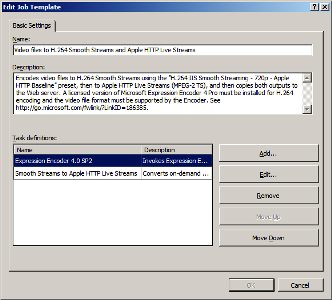 Edit Job Template
Basic Settings
Name:
Video files to H.264 Smooth Streams and Apple HTTP Live Streams
Description:
Encodes video files to H.264 Smooth Streams using the "H.264 IIS Smooth Streaming - 720p - Apple
HTTP Baseline" preset, then to Apple HTTP Live Streams (MPEG-2 TS), and then copies both outputs to
the Web server. A licensed version of Microsoft Expression Encoder 4 Pro must be installed for H.264
encoding and the video file format must be supported by the Encoder. See
http://go.microsoft.com/fwlink/?LinkID=186385.
Task definitions:
Name Description
Expression Encoder 4.0 SP2 Invokes Expression E...
Smooth Streams to Apple HTTP Live Streams Converts on-demand ...
Add...
Edit...
Remove
Move Up
Move Down
OK Cancel